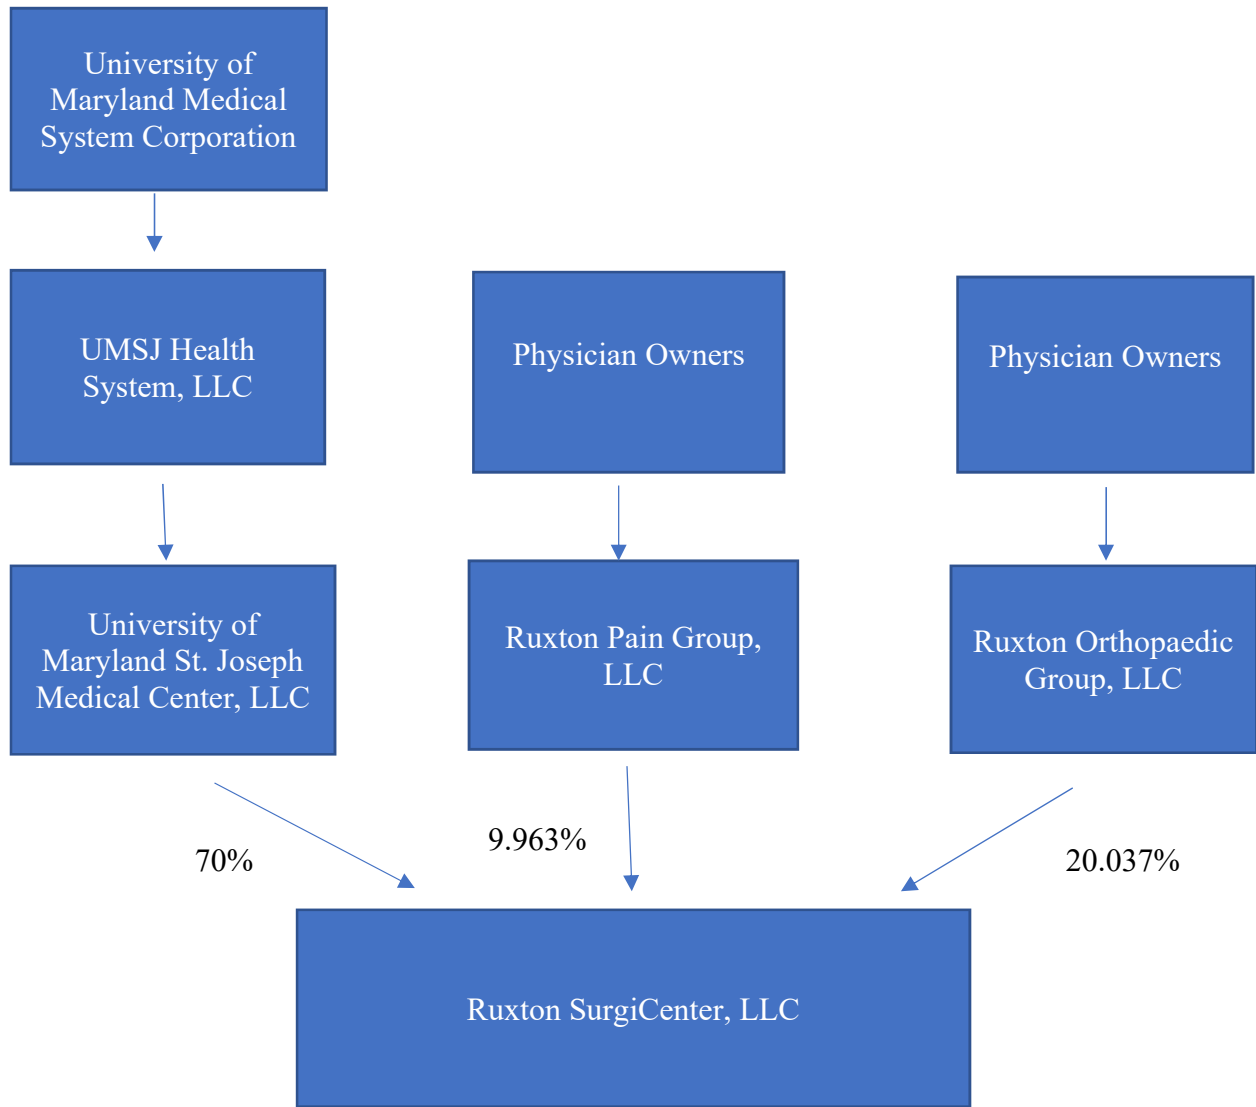 University of
Maryland Medical
System Corporation
UMSJ Health
System, LLC
Physician Owners
Physician Owners
University of
Maryland St. Joseph
Medical Center, LLC
Ruxton Pain Group,
LLC
Ruxton Orthopaedic
Group, LLC
70%
9.963%
20.037%
Ruxton SurgiCenter, LLC